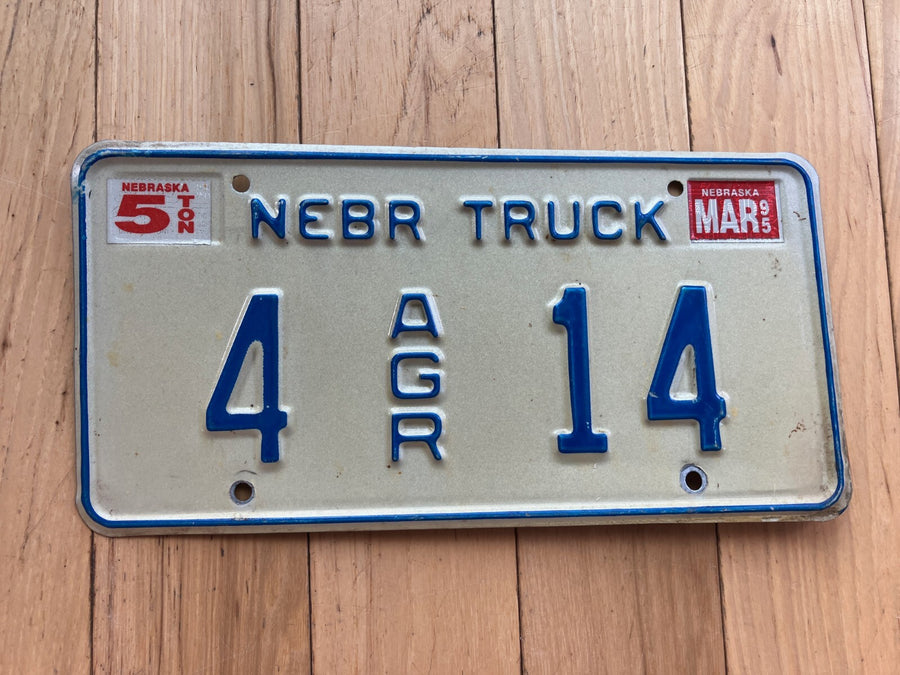 NEBRASKA
5 TON
NEBR TRUCK
NEBRASKA
MAR 95
4 AGR 14